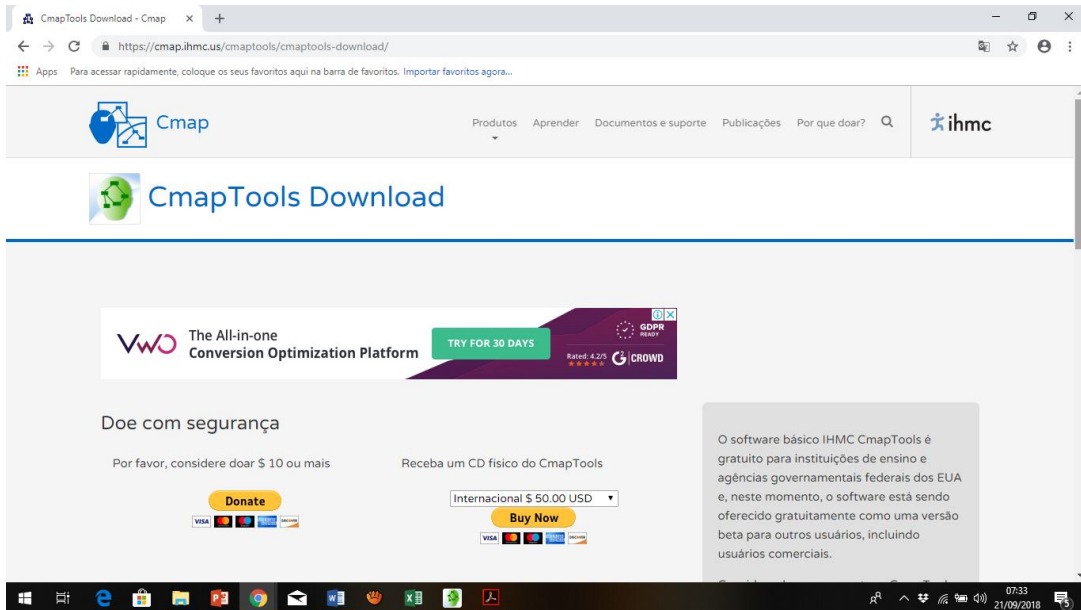 CmapTools Download - Cmap
https://cmap.ihmc.us/cmaptools/cmaptools-download/
Apps Para acessar rapidamente, coloque os seus favoritos aqui na barra de favoritos. Importar favoritos agora...
Cmap
Produtos Aprender Documentos e suporte Publicações Por que doar?
ihmc
CmapTools Download
VWO
The All-in-one
Conversion Optimization Platform
TRY FOR 30 DAYS
GDPR
READY
Rated: 4.2/5
G2 CROWD
Doe com segurança
Por favor, considere doar $ 10 ou mais
Donate
VISA
Receba um CD físico do CmapTools
Internacional $ 50.00 USD
Buy Now
VISA
O software básico IHMC CmapTools é
gratuito para instituições de ensino e
agências governamentais federais dos EUA
e, neste momento, o software está sendo
oferecido gratuitamente como uma versão
beta para outros usuários, incluindo
usuários comerciais.
07:33
21/09/2018
5